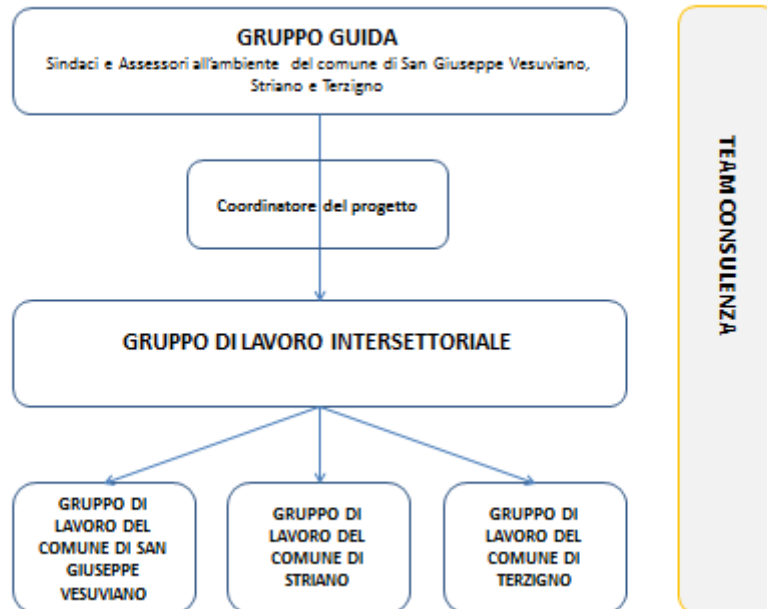 GRUPPO GUIDA
Sindaci e Assessori all'ambiente del comune di San Giuseppe Vesuviano,
Striano e Terzigno
Coordinatore del progetto
GRUPPO DI LAVORO INTERSETTORIALE
GRUPPO DI
LAVORO DEL
COMUNE DI SAN
GIUSEPPE
VESUVIANO
GRUPPO DI
LAVORO DEL
COMUNE DI
STRIANO
GRUPPO DI
LAVORO DEL
COMUNE DI
TERZIGNO
TEAM CONSULENZA